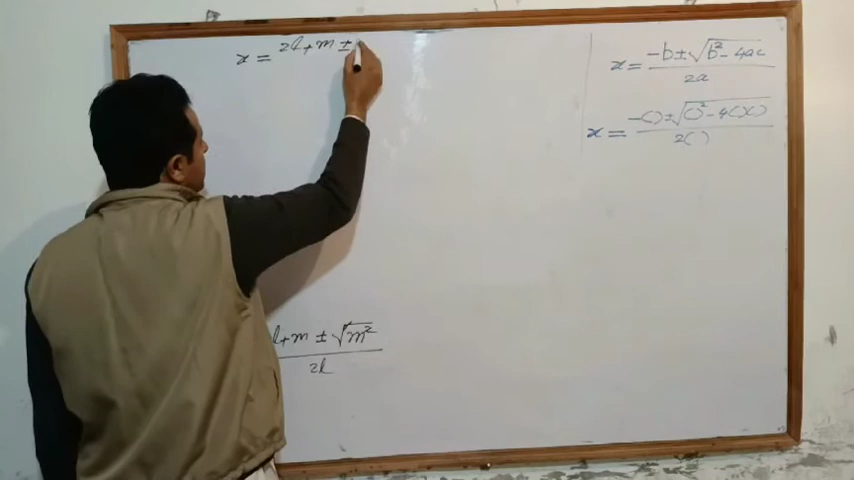 x = 2l+m ±
l+m ± √m²
2l
x = -b ± √b² - 4ac
2a
x = -( ) ± √( )² - 4( )( )
2( )